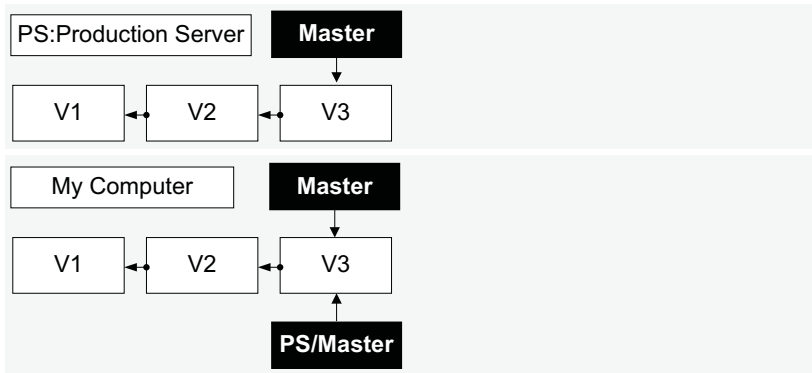 PS:Production Server
Master
V1
V2
V3
My Computer
Master
V1
V2
V3
PS/Master